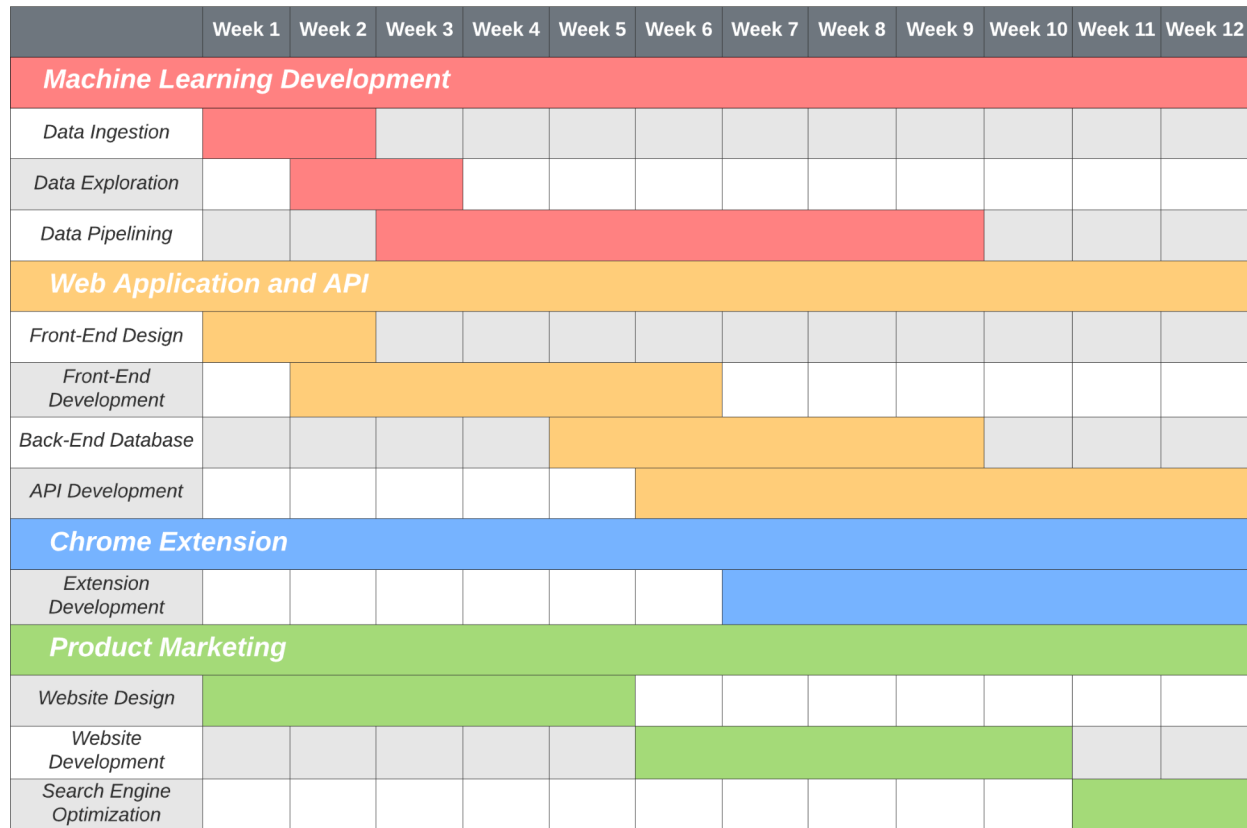 Week 1 Week 2 Week 3 Week 4 Week 5 Week 6 Week 7 Week 8 Week 9 Week 10 Week 11 Week 12
Machine Learning Development
Data Ingestion
Data Exploration
Data Pipelining
Web Application and API
Front-End Design
Front-End
Development
Back-End Database
API Development
Chrome Extension
Extension
Development
Product Marketing
Website Design
Website
Development
Search Engine
Optimization